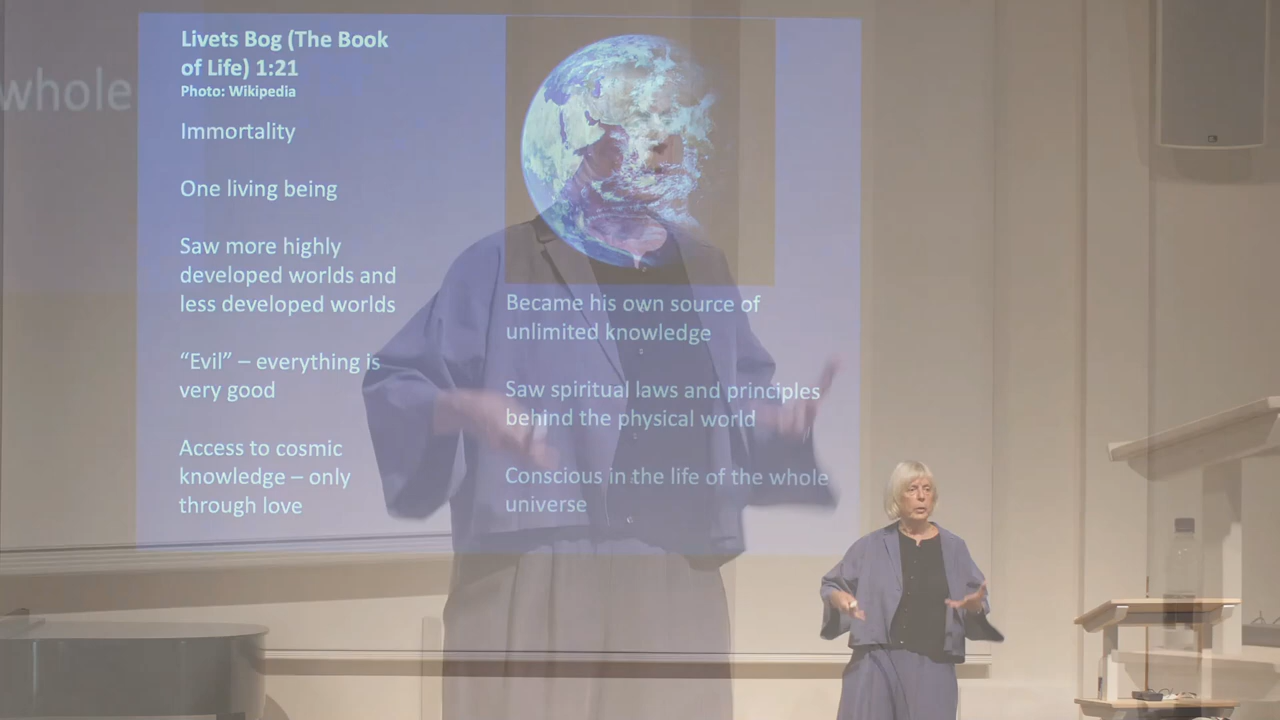 whole
Livets Bog (The Book
of Life) 1:21
Photo: Wikipedia
Immortality
One living being
Saw more highly
developed worlds and
less developed worlds
“Evil” – everything is
very good
Access to cosmic
knowledge – only
through love
Became his own source of
unlimited knowledge
Saw spiritual laws and principles
behind the physical world
Conscious in the life of the whole
universe